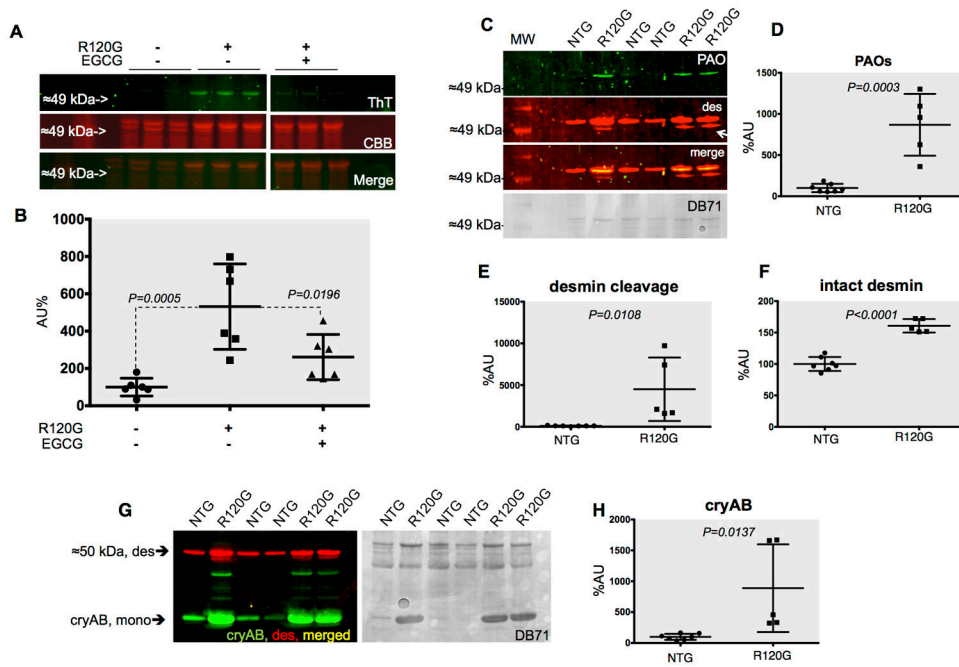 A
R120G - + +
EGCG - - +
≈49 kDa->
ThT
≈49 kDa->
CBB
≈49 kDa->
Merge
B
AU%
1000
800
600
400
200
0
P=0.0005
P=0.0196
R120G - + +
EGCG - - +
C
MW NTG R120G NTG NTG R120G R120G
PAO
≈49 kDa-
des
≈49 kDa-
merge
≈49 kDa-
DB71
≈49 kDa-
D
PAOs
P=0.0003
%AU
1500
1000
500
0
NTG R120G
E
desmin cleavage
P=0.0108
%AU
15000
10000
5000
0
NTG R120G
F
intact desmin
P<0.0001
%AU
200
150
100
50
0
NTG R120G
G
NTG R120G NTG NTG R120G R120G
NTG R120G NTG NTG R120G R120G
≈50 kDa, des➔
cryAB, mono➔
cryAB, des, merged
DB71
H
cryAB
P=0.0137
%AU
2000
1500
1000
500
0
NTG R120G